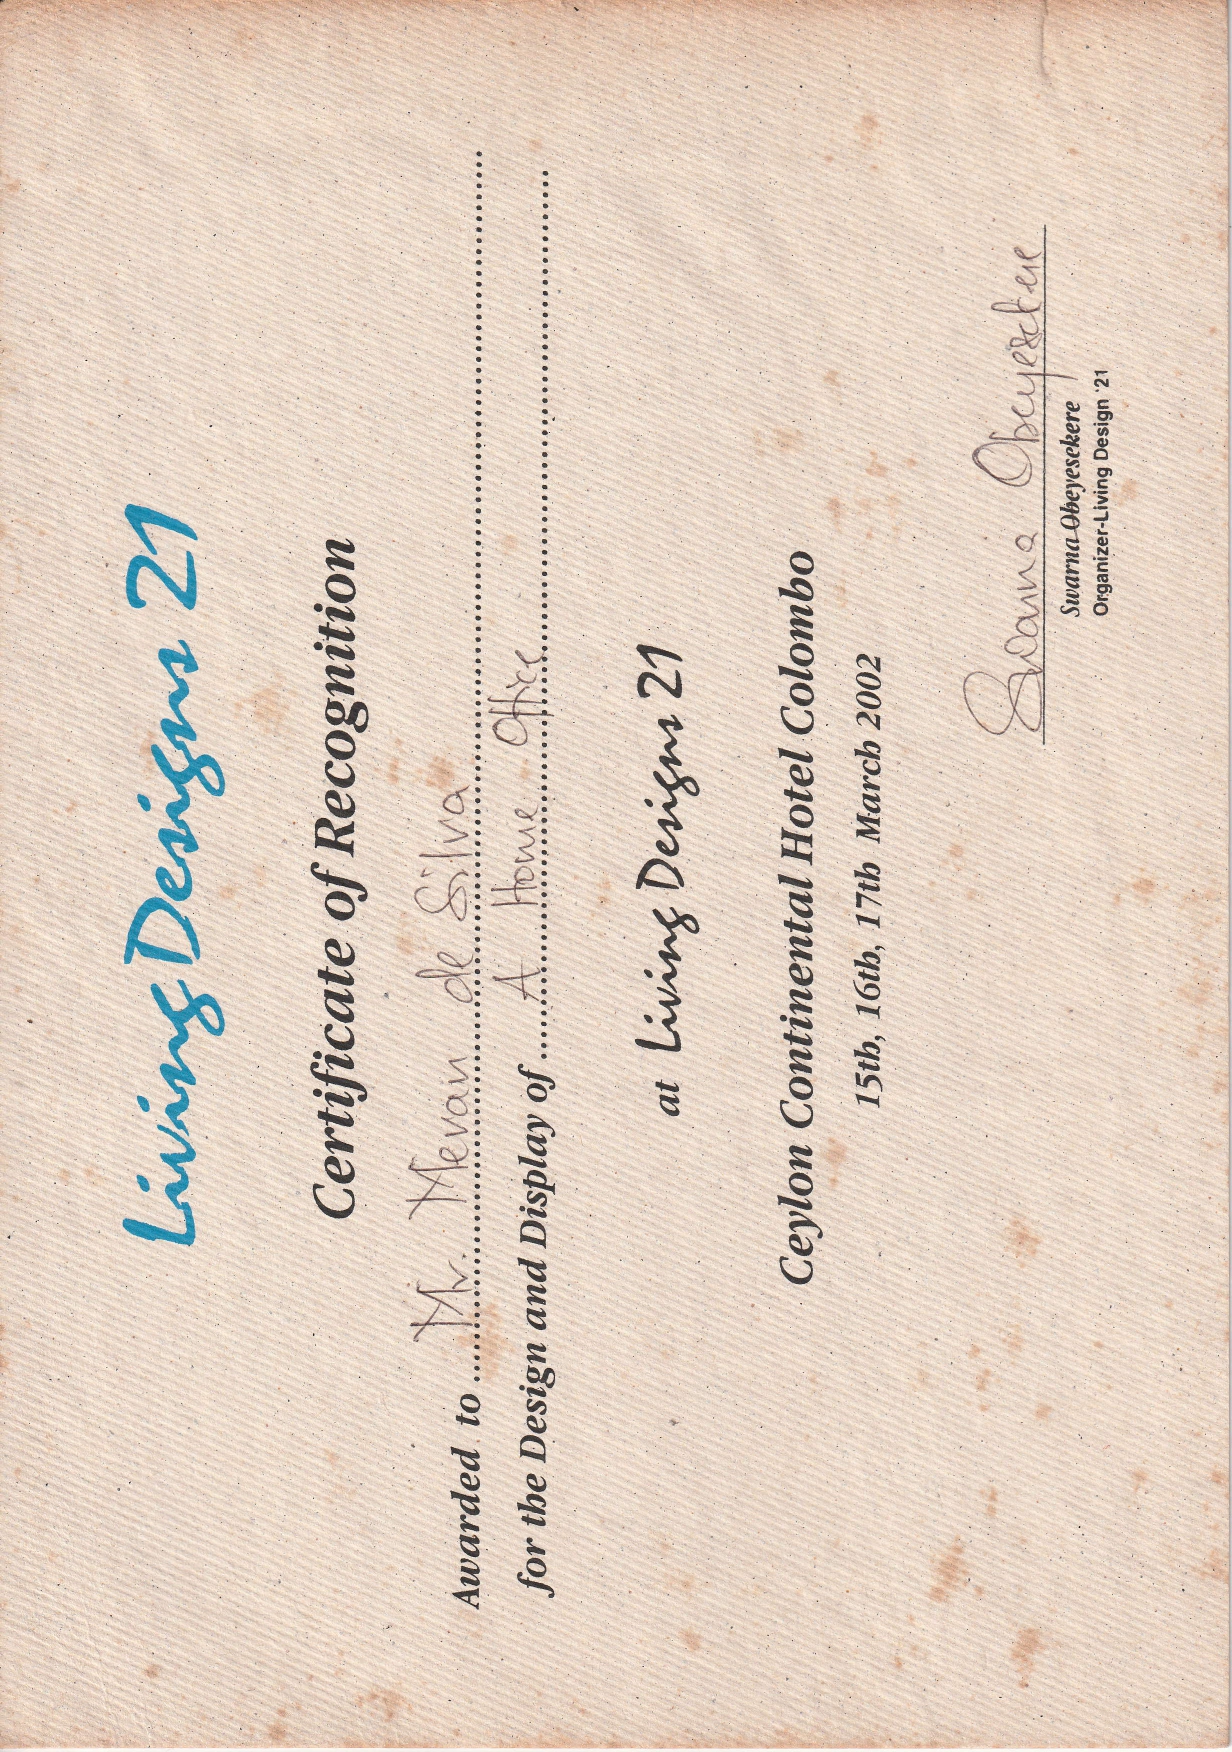 Living Designs 21
Certificate of Recognition
Awarded to Mr. Mevan de Silva
for the Design and Display of A Home Office
at Living Designs 21
Ceylon Continental Hotel Colombo
15th, 16th, 17th March 2002
Swarna Obeyesekere
Swarna Obeyesekere
Organizer-Living Design '21